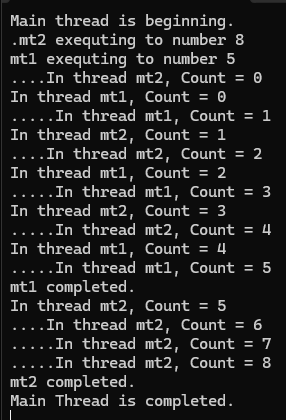 Main thread is beginning.
.mt2 exequting to number 8
mt1 exequting to number 5
....In thread mt2, Count = 0
In thread mt1, Count = 0
.....In thread mt1, Count = 1
In thread mt2, Count = 1
....In thread mt2, Count = 2
In thread mt1, Count = 2
.....In thread mt1, Count = 3
In thread mt2, Count = 3
.....In thread mt2, Count = 4
In thread mt1, Count = 4
.....In thread mt1, Count = 5
mt1 completed.
In thread mt2, Count = 5
....In thread mt2, Count = 6
.....In thread mt2, Count = 7
.....In thread mt2, Count = 8
mt2 completed.
Main Thread is completed.